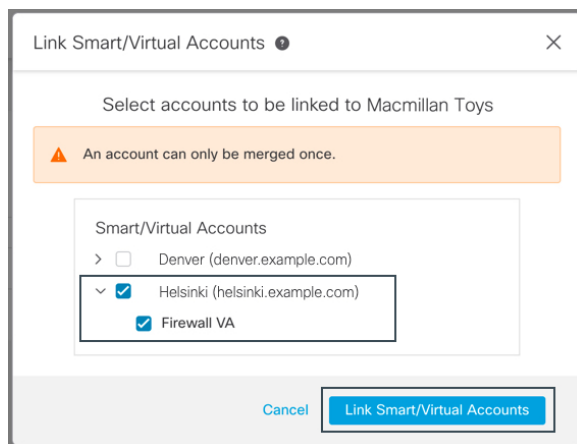 Link Smart/Virtual Accounts ?
Select accounts to be linked to Macmillan Toys
An account can only be merged once.
Smart/Virtual Accounts
Denver (denver.example.com)
Helsinki (helsinki.example.com)
Firewall VA
Cancel
Link Smart/Virtual Accounts